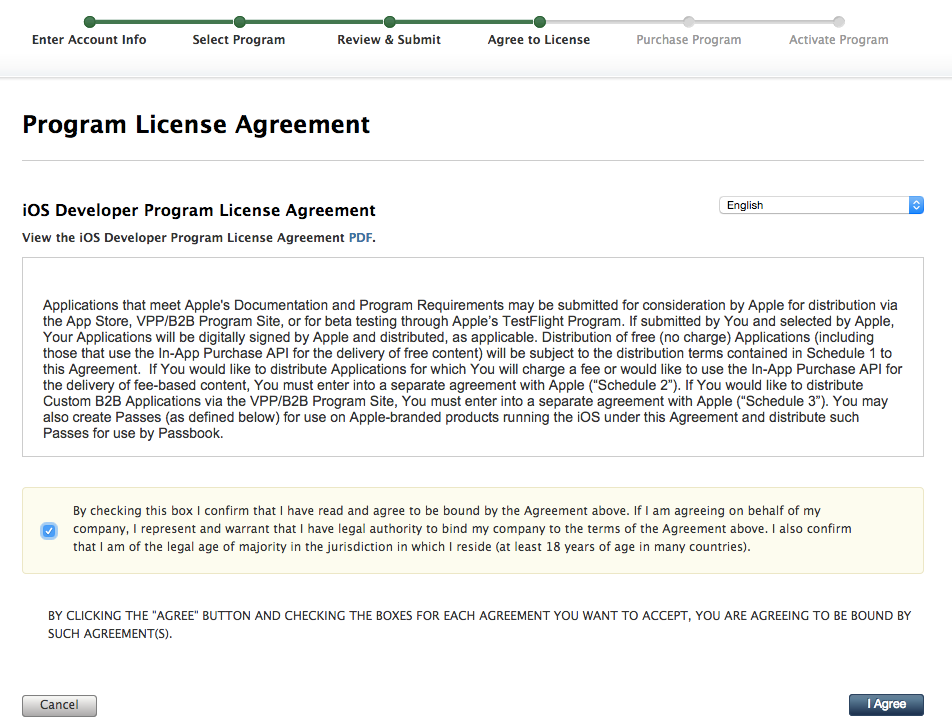 Enter Account Info Select Program Review & Submit Agree to License Purchase Program Activate Program
Program License Agreement
iOS Developer Program License Agreement
English
View the iOS Developer Program License Agreement PDF.
Applications that meet Apple's Documentation and Program Requirements may be submitted for consideration by Apple for distribution via
the App Store, VPP/B2B Program Site, or for beta testing through Apple’s TestFlight Program. If submitted by You and selected by Apple,
Your Applications will be digitally signed by Apple and distributed, as applicable. Distribution of free (no charge) Applications (including
those that use the In-App Purchase API for the delivery of free content) will be subject to the distribution terms contained in Schedule 1 to
this Agreement.  If You would like to distribute Applications for which You will charge a fee or would like to use the In-App Purchase API for
the delivery of fee-based content, You must enter into a separate agreement with Apple (“Schedule 2”). If You would like to distribute
Custom B2B Applications via the VPP/B2B Program Site, You must enter into a separate agreement with Apple (“Schedule 3”). You may
also create Passes (as defined below) for use on Apple-branded products running the iOS under this Agreement and distribute such
Passes for use by Passbook.
By checking this box I confirm that I have read and agree to be bound by the Agreement above. If I am agreeing on behalf of my
company, I represent and warrant that I have legal authority to bind my company to the terms of the Agreement above. I also confirm
that I am of the legal age of majority in the jurisdiction in which I reside (at least 18 years of age in many countries).
BY CLICKING THE "AGREE" BUTTON AND CHECKING THE BOXES FOR EACH AGREEMENT YOU WANT TO ACCEPT, YOU ARE AGREEING TO BE BOUND BY
SUCH AGREEMENT(S).
Cancel
I Agree